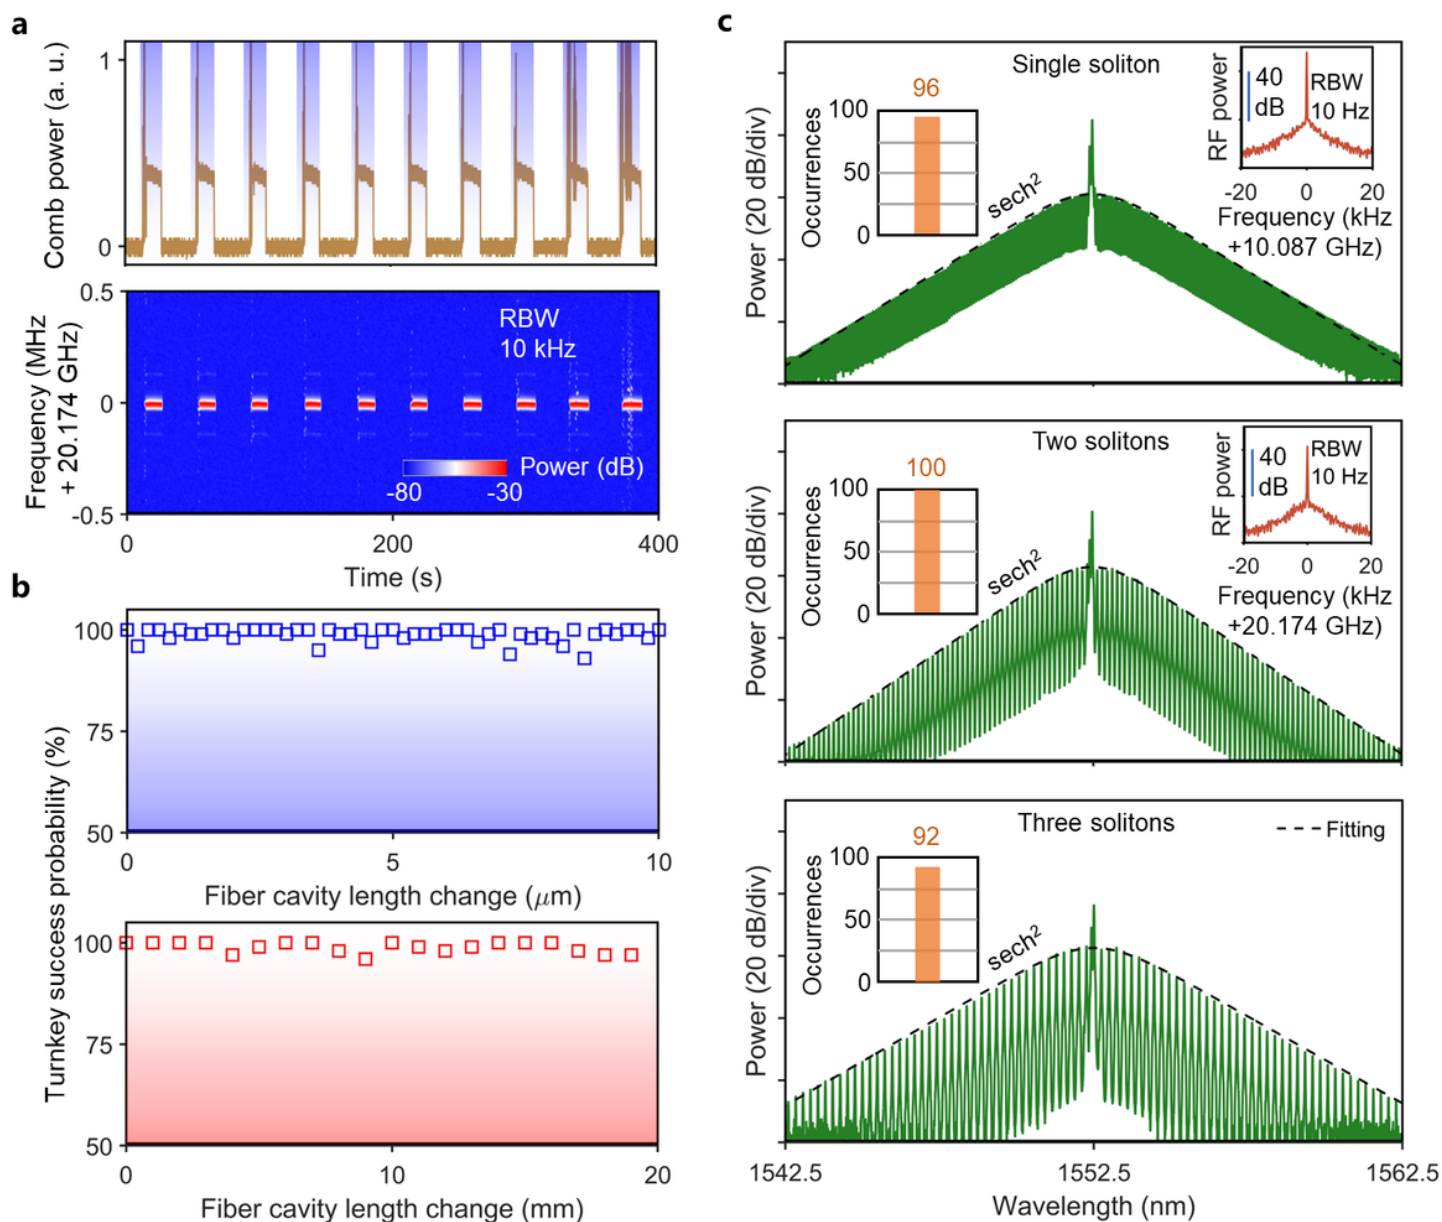 a
Comb power (a. u.)
1
0
Frequency (MHz
+ 20.174 GHz)
0.5
0
-0.5
RBW
10 kHz
Power (dB)
-80
-30
0
200
400
Time (s)
b
Turnkey success probability (%)
100
75
50
0
5
10
Fiber cavity length change (μm)
100
75
50
0
10
20
Fiber cavity length change (mm)
c
Power (20 dB/div)
Single soliton
96
Occurrences
100
50
0
sech²
RF power
40
dB
RBW
10 Hz
-20
0
20
Frequency (kHz
+10.087 GHz)
Power (20 dB/div)
Two solitons
100
Occurrences
100
50
0
sech²
RF power
40
dB
RBW
10 Hz
-20
0
20
Frequency (kHz
+20.174 GHz)
Power (20 dB/div)
Three solitons
Fitting
92
Occurrences
100
50
0
sech²
1542.5
1552.5
1562.5
Wavelength (nm)